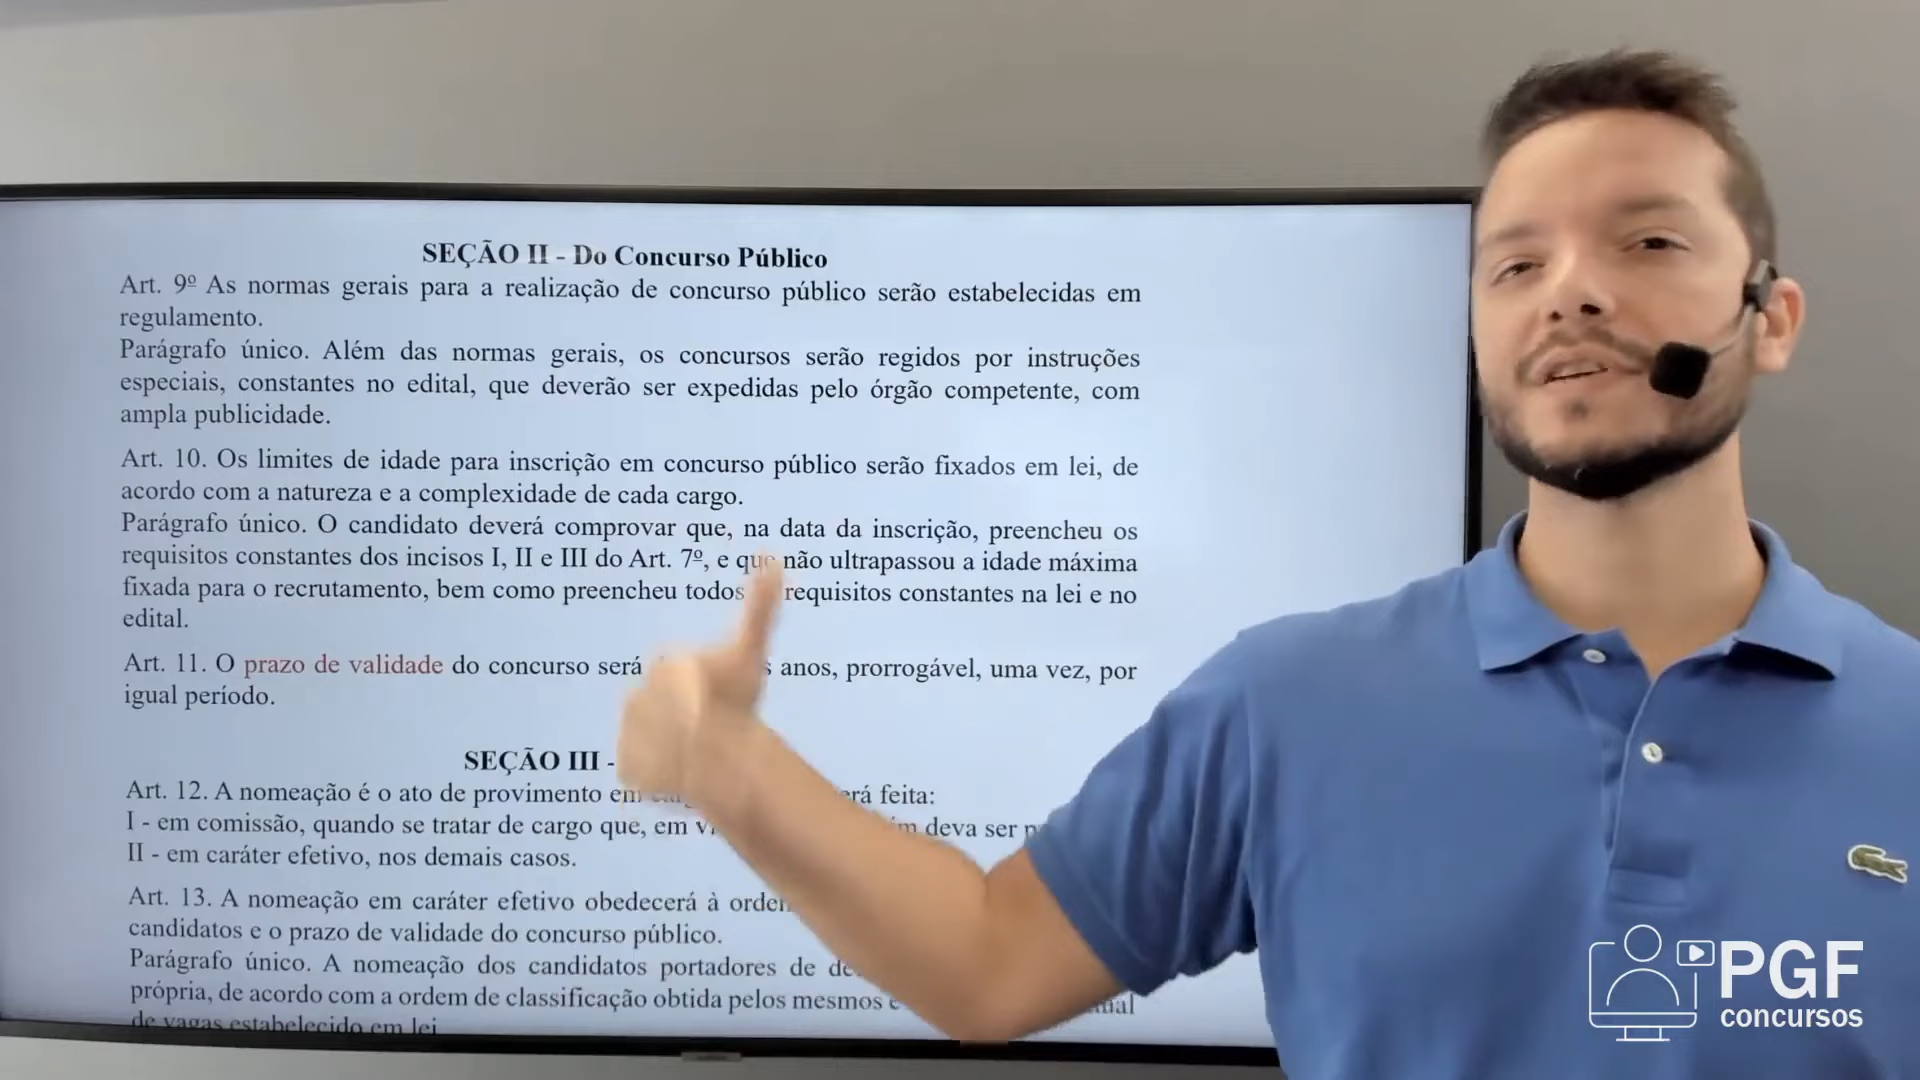 SEÇÃO II - Do Concurso Público
Art. 9º As normas gerais para a realização de concurso público serão estabelecidas em
regulamento.
Parágrafo único. Além das normas gerais, os concursos serão regidos por instruções
especiais, constantes no edital, que deverão ser expedidas pelo órgão competente, com
ampla publicidade.
Art. 10. Os limites de idade para inscrição em concurso público serão fixados em lei, de
acordo com a natureza e a complexidade de cada cargo.
Parágrafo único. O candidato deverá comprovar que, na data da inscrição, preencheu os
requisitos constantes dos incisos I, II e III do Art. 7º, e que não ultrapassou a idade máxima
fixada para o recrutamento, bem como preencheu todos requisitos constantes na lei e no
edital.
Art. 11. O prazo de validade do concurso será anos, prorrogável, uma vez, por
igual período.
SEÇÃO III -
Art. 12. A nomeação é o ato de provimento em feita:
I - em comissão, quando se tratar de cargo que, em deva ser
II - em caráter efetivo, nos demais casos.
Art. 13. A nomeação em caráter efetivo obedecerá à
candidatos e o prazo de validade do concurso público.
Parágrafo único. A nomeação dos candidatos portadores de
própria, de acordo com a ordem de classificação obtida pelos mesmos
de vagas estabelecido em lei
PGF
concursos